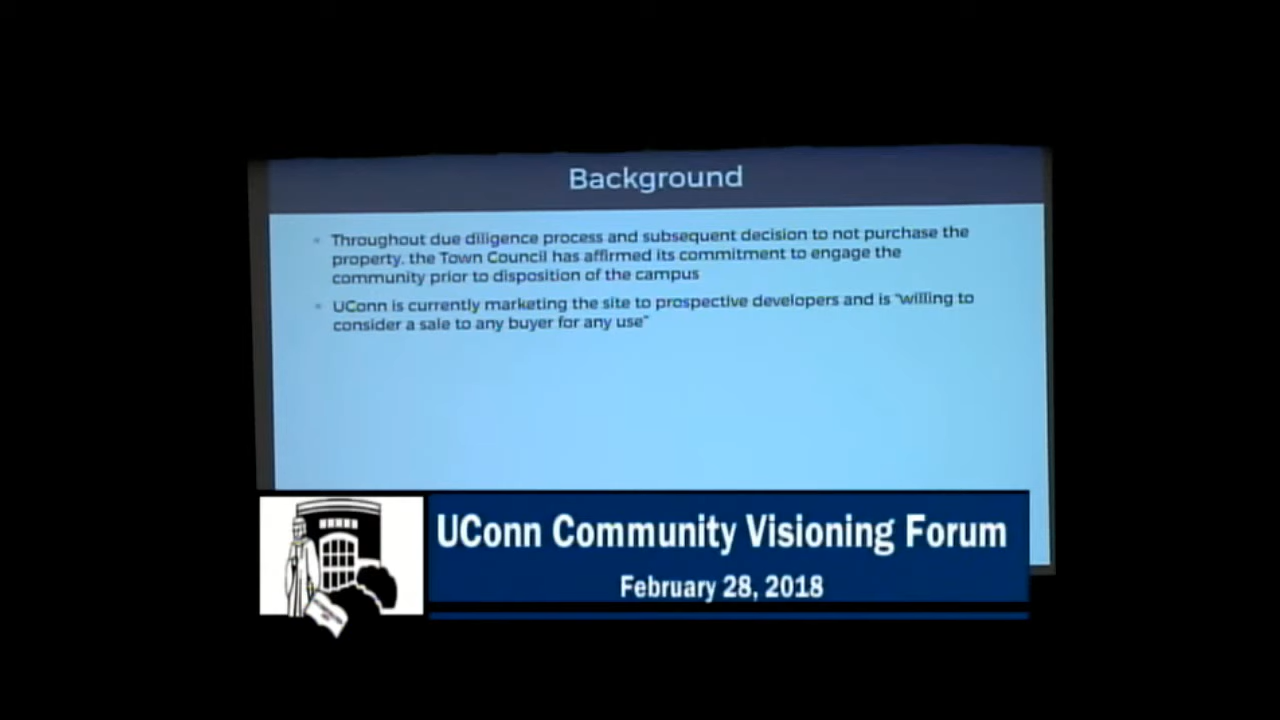 Background
Throughout due diligence process and subsequent decision to not purchase the
property, the Town Council has affirmed its commitment to engage the
community prior to disposition of the campus
UConn is currently marketing the site to prospective developers and is "willing to
consider a sale to any buyer for any use"
UConn Community Visioning Forum
February 28, 2018